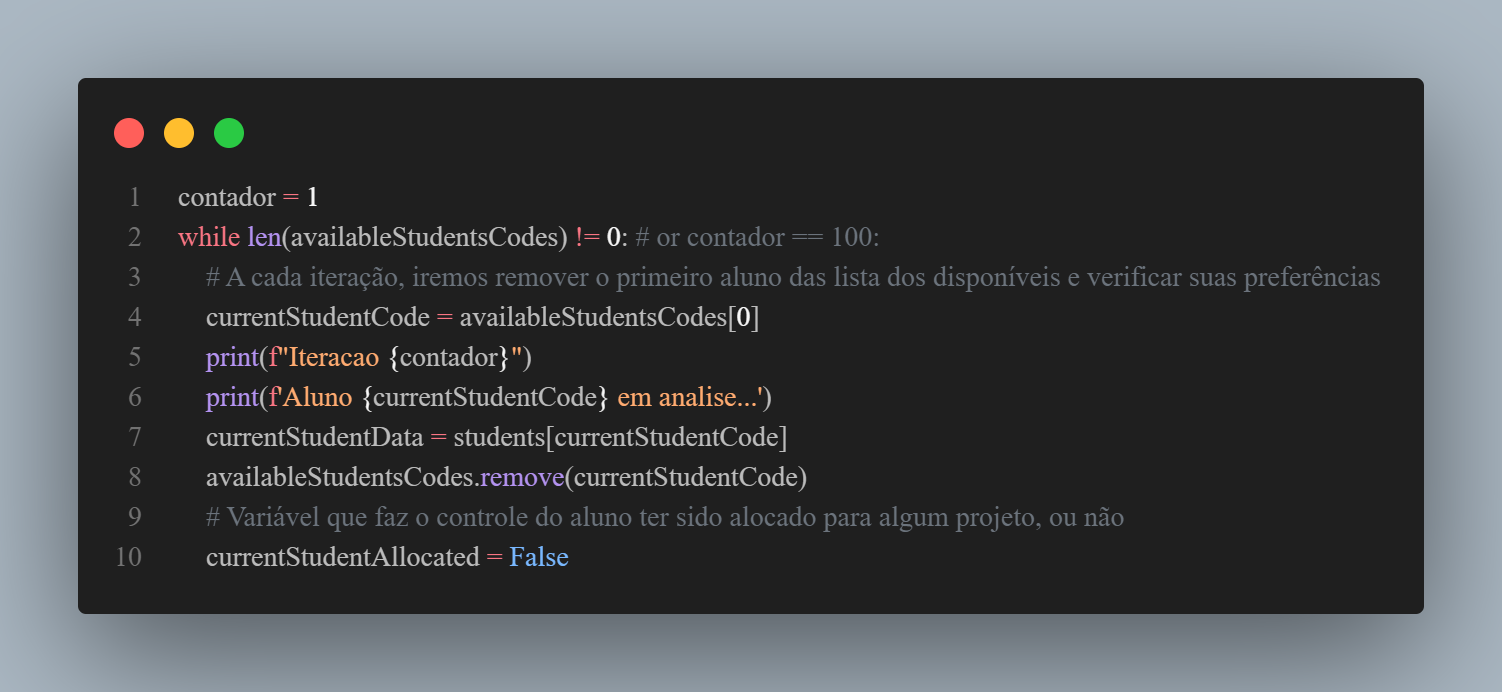 1 contador = 1
2 while len(availableStudentsCodes) != 0: # or contador == 100:
3 # A cada iteração, iremos remover o primeiro aluno das lista dos disponíveis e verificar suas preferências
4 currentStudentCode = availableStudentsCodes[0]
5 print(f"Iteracao {contador}")
6 print(f'Aluno {currentStudentCode} em analise...')
7 currentStudentData = students[currentStudentCode]
8 availableStudentsCodes.remove(currentStudentCode)
9 # Variável que faz o controle do aluno ter sido alocado para algum projeto, ou não
10 currentStudentAllocated = False